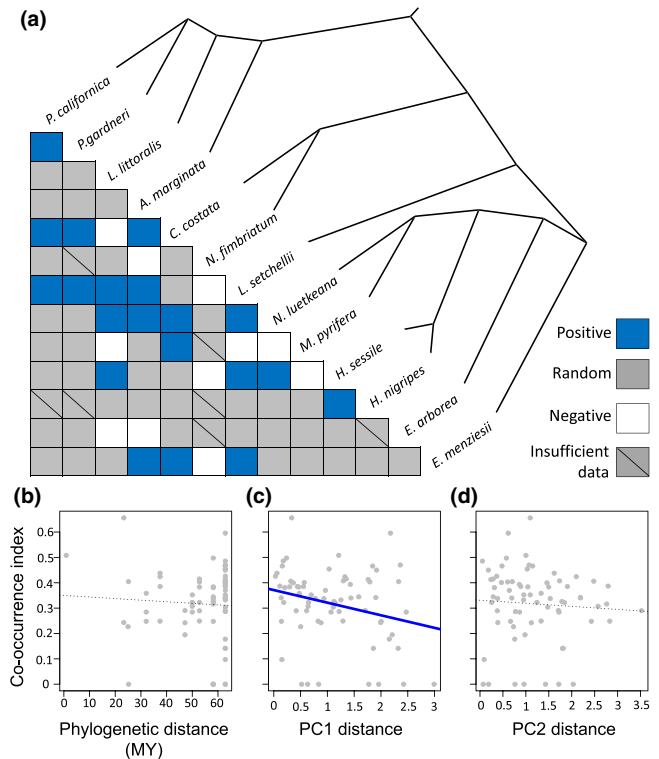 (a)
P. californica
P.gardneri
L. littoralis
A. marginata
C. costata
N. fimbriatum
L. setchellii
N. luetkeana
M. pyrifera
H. sessile
H. nigripes
E. arborea
E. menziesii
Positive
Random
Negative
Insufficient
data
(b)
(c)
(d)
Co-occurrence index
0.6
0.5
0.4
0.3
0.2
0.1
0
0 10 20 30 40 50 60
Phylogenetic distance
(MY)
0 0.5 1 1.5 2 2.5 3
PC1 distance
0 0.5 1 1.5 2 2.5 3 3.5
PC2 distance